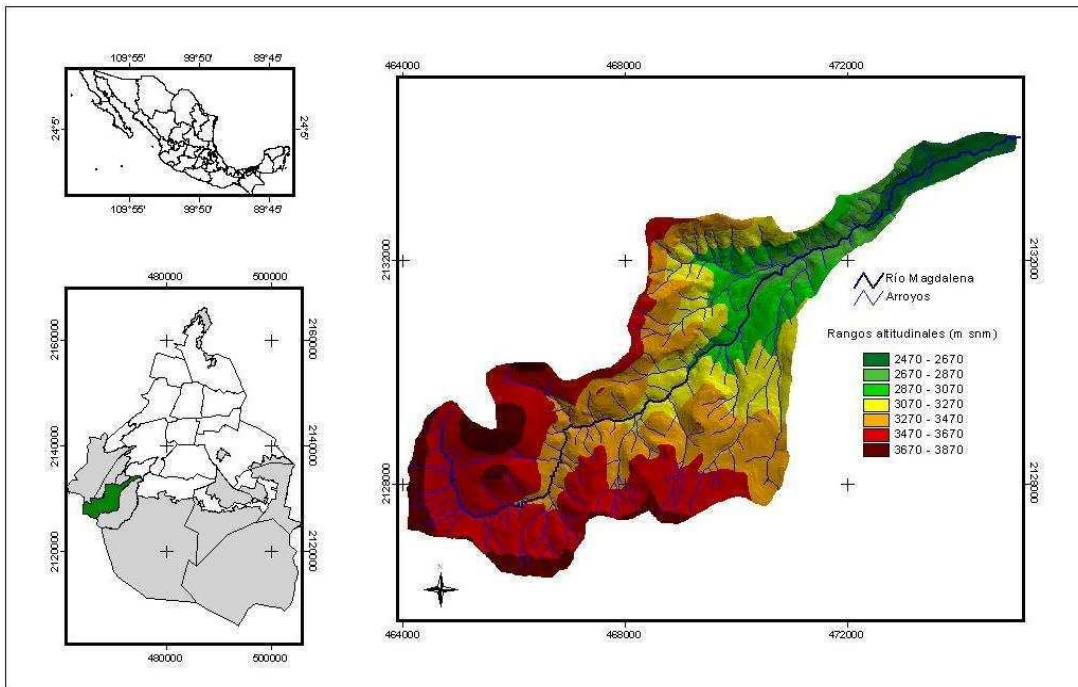 109°55' 99°50' 89°45'
24°5' 24°5'
109°55' 99°50' 89°45'
480000 500000
2160000 2160000
2140000 2140000
2120000 2120000
480000 500000
464000 468000 472000
2132000 2132000
Río Magdalena
Arroyos
Rangos altitudinales (m snm)
2470 - 2670
2670 - 2870
2870 - 3070
3070 - 3270
3270 - 3470
3470 - 3670
3670 - 3870
2128000 2128000
N
464000 468000 472000